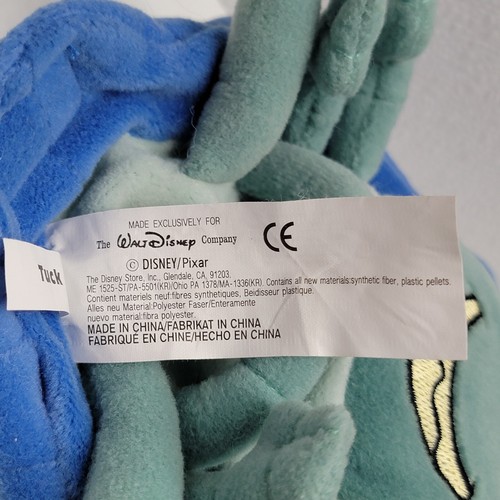 MADE EXCLUSIVELY FOR
The Walt Disney Company
CE
© DISNEY/Pixar
Tuck
The Disney Store, Inc., Glendale, CA, 91203.
ME 1525-ST/PA-5501(KR)/Ohio PA 1378/MA-1336(KR). Contains all new materials:synthetic fiber, plastic pellets.
Contient materiels neuf:fibres synthetiques, Beidisseur plastique.
Alles neu Material:Polyester Faser/Enteramente
nuevo material:fibra polyester.
MADE IN CHINA/FABRIKAT IN CHINA
FABRIQUÉ EN CHINE/HECHO EN CHINA